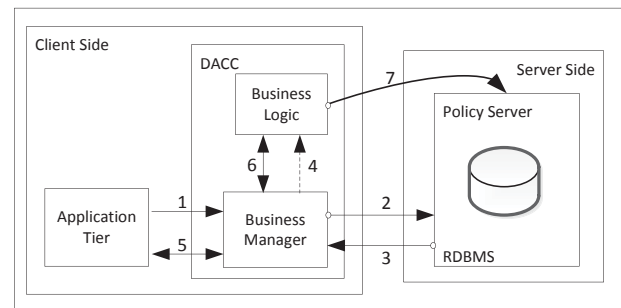 Client Side
DACC
Business
Logic
7
Server Side
Policy Server
6
4
Application
Tier
1
5
Business
Manager
2
3
RDBMS